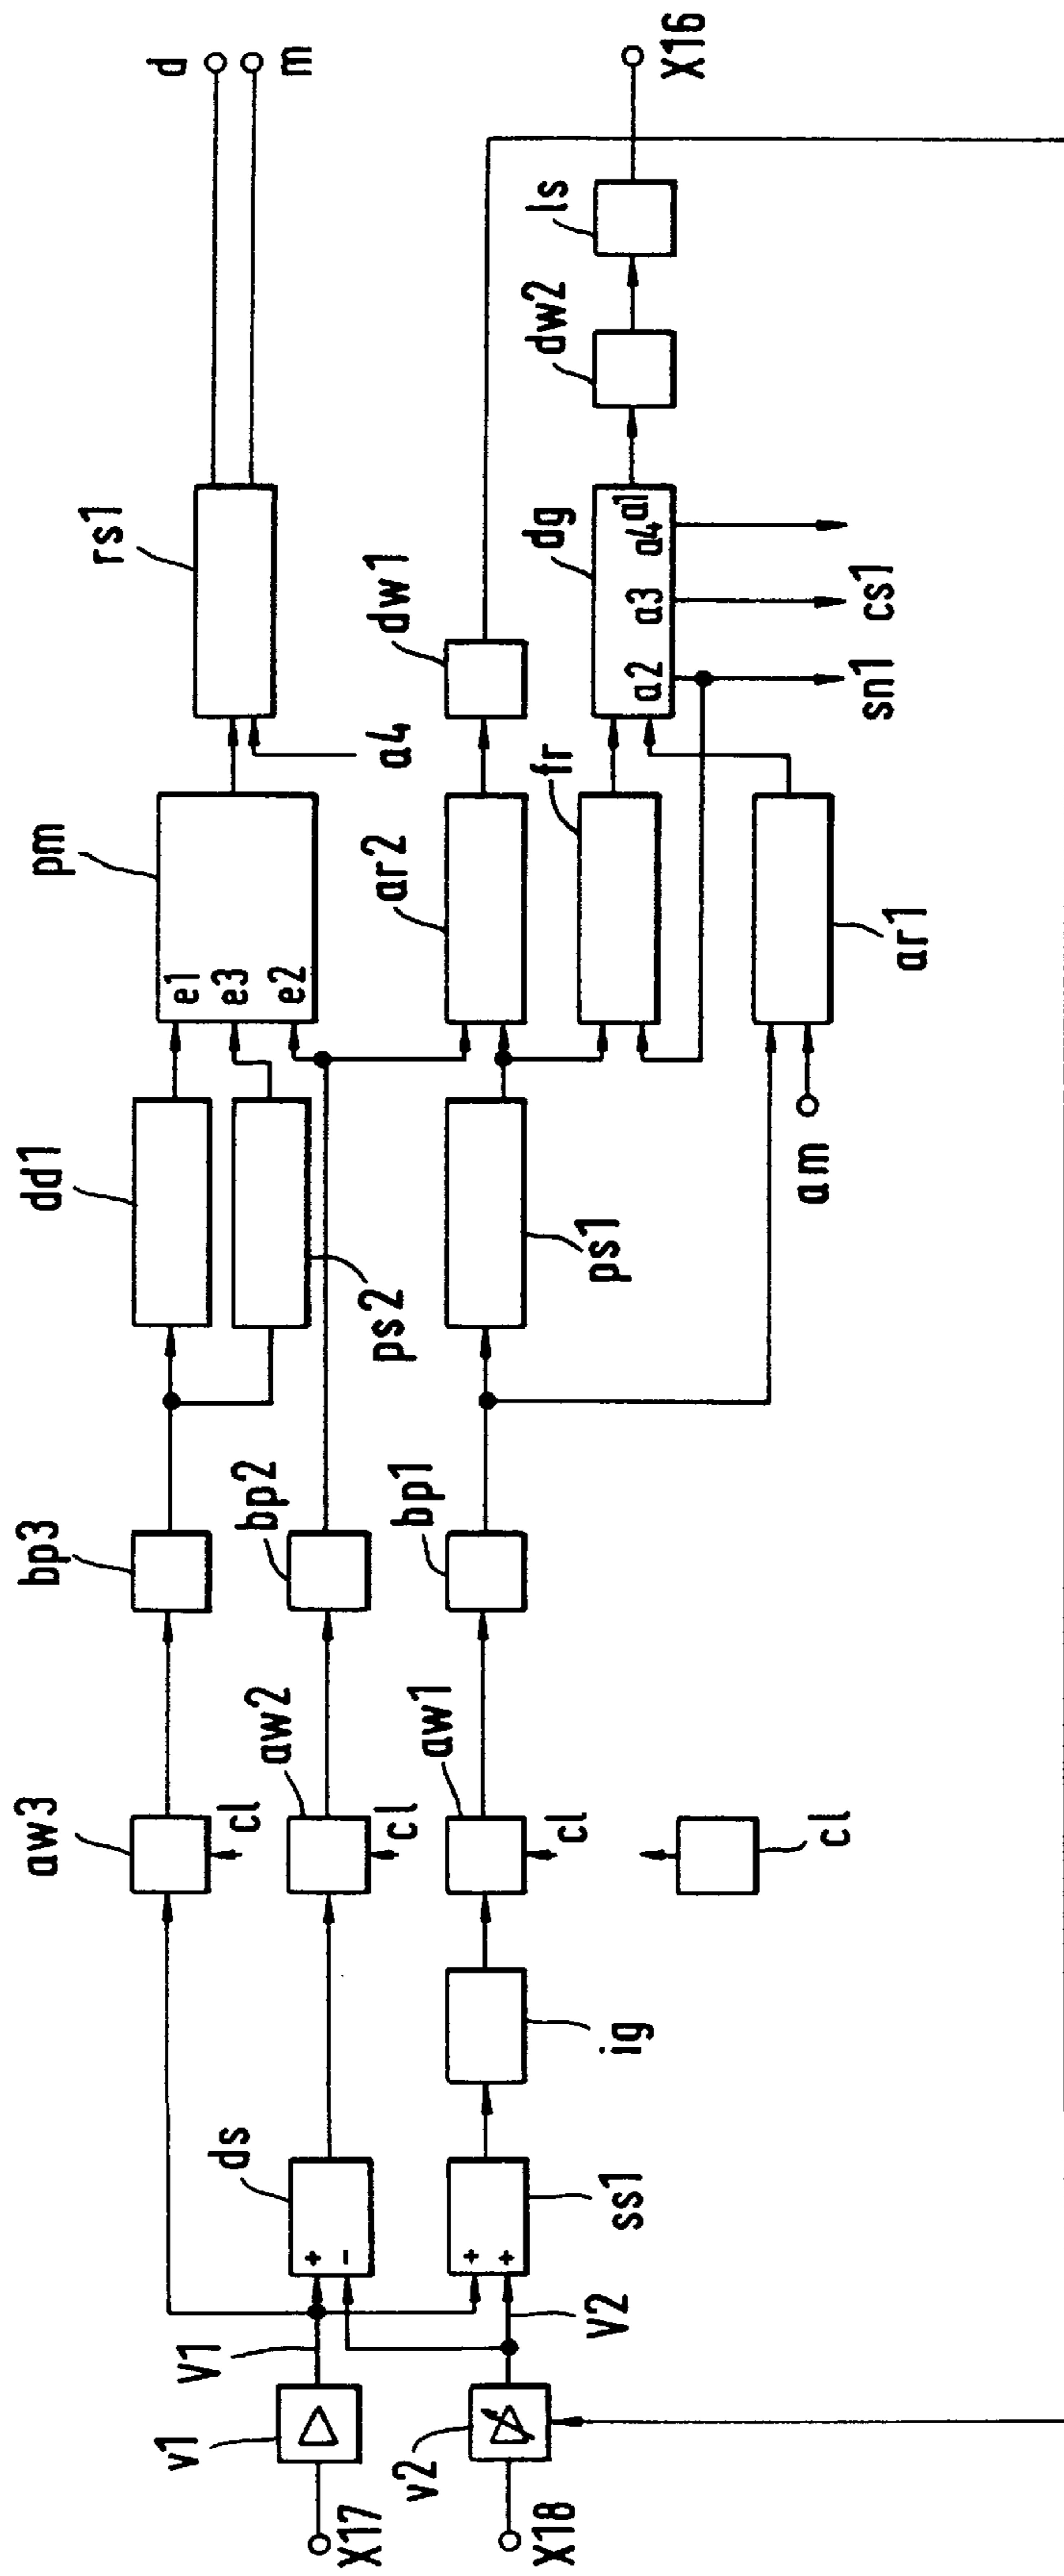 d
m
X16
ls
dw2
rs1
dg
a1
a4
a3
a2
cs1
sn1
dw1
a4
fr
pm
ar2
e1
e3
e2
ar1
am
dd1
ps2
ps1
bp3
bp2
bp1
aw3
aw2
aw1
cl
cl
cl
cl
ig
ds
ss1
+
-
+
+
V1
V2
v1
v2
X17
X18